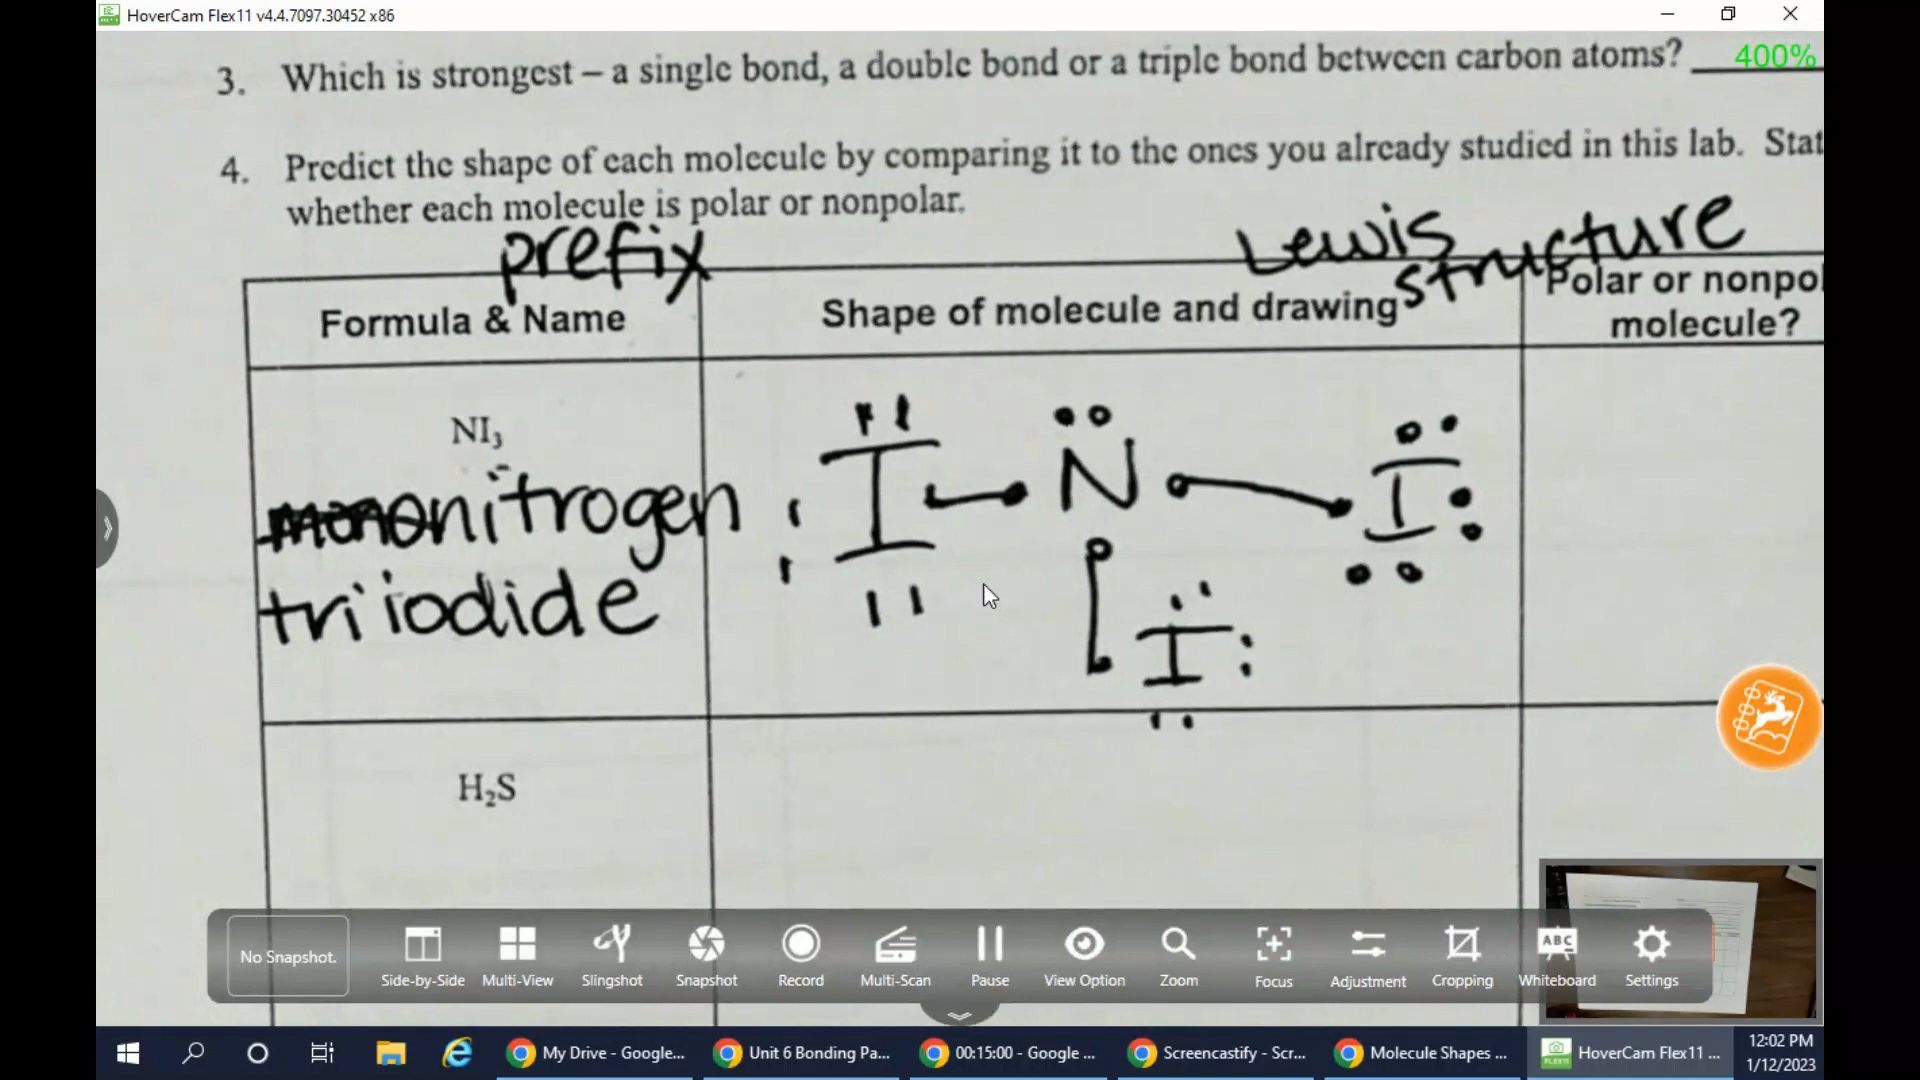 HoverCam Flex11 v4.4.7097.30452 x86
3. Which is strongest – a single bond, a double bond or a triple bond between carbon atoms?
400%
4. Predict the shape of each molecule by comparing it to the ones you already studied in this lab. Stat
whether each molecule is polar or nonpolar.
prefix
Lewis
structure
Formula & Name
Shape of molecule and drawing
Polar or nonpol
molecule?
NI₃
mononitrogen
triiodide
I N I
I
H₂S
No Snapshot.
Side-by-Side
Multi-View
Slingshot
Snapshot
Record
Multi-Scan
Pause
View Option
Zoom
Focus
Adjustment
Cropping
ABC
Whiteboard
Settings
My Drive - Google...
Unit 6 Bonding Pa...
00:15:00 - Google ...
Screencastify - Scr...
Molecule Shapes ...
HoverCam Flex11 ...
12:02 PM
1/12/2023